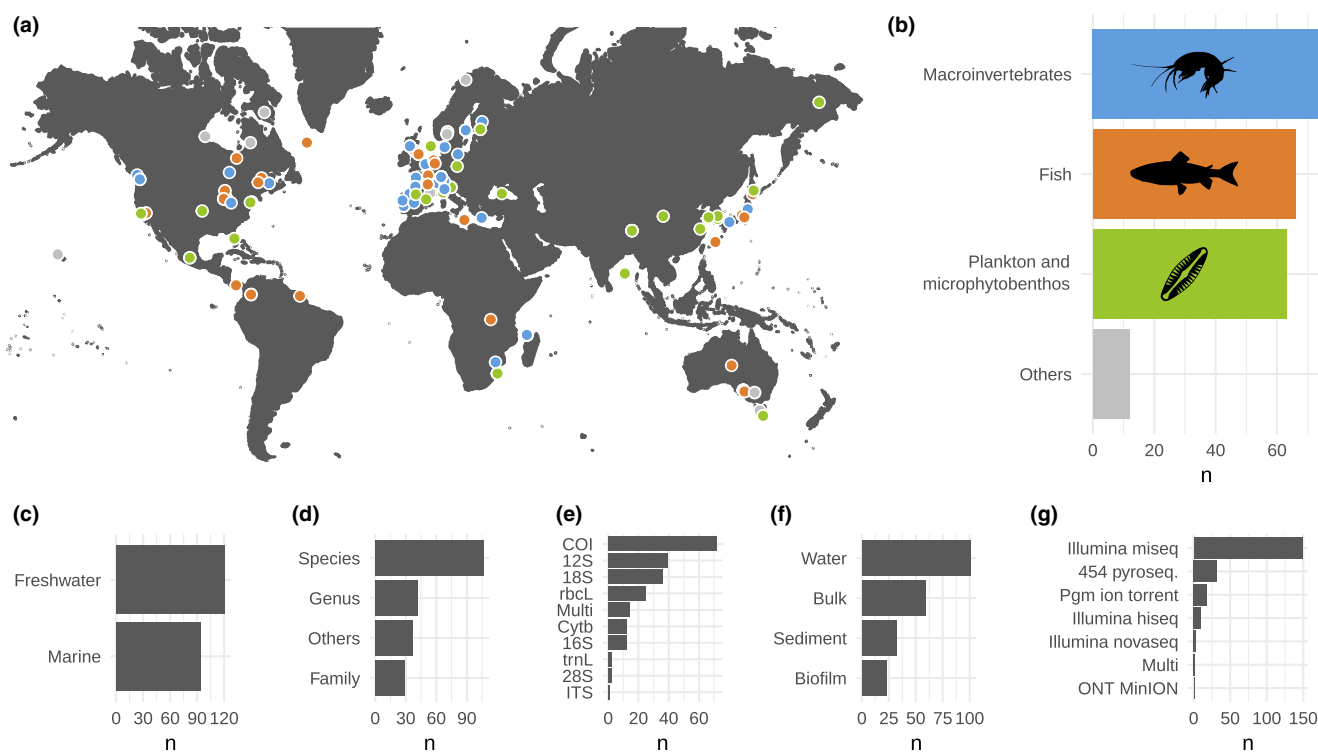 (a)
(b)
Macroinvertebrates
Fish
Plankton and
microphytobenthos
Others
0 20 40 60
n
(c)
Freshwater
Marine
0 30 60 90 120
n
(d)
Species
Genus
Others
Family
0 30 60 90
n
(e)
COI
12S
18S
rbcL
Multi
Cytb
16S
trnL
28S
ITS
0 20 40 60
n
(f)
Water
Bulk
Sediment
Biofilm
0 25 50 75 100
n
(g)
Illumina miseq
454 pyroseq.
Pgm ion torrent
Illumina hiseq
Illumina novaseq
Multi
ONT MinION
0 50 100 150
n